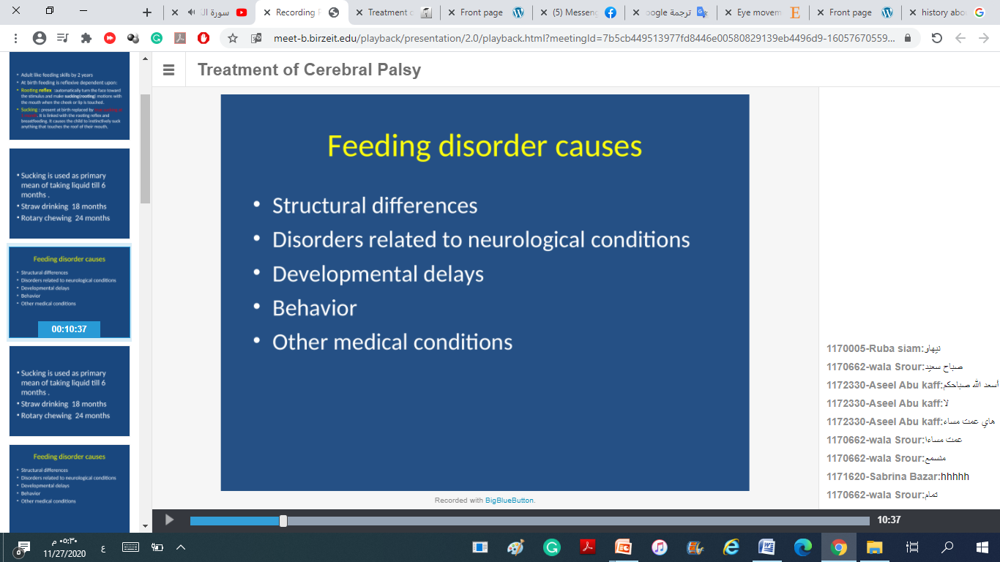 سورة الـ
Recording P
Treatment o
Front page
(5) Messeng
ترجمة oogle
Eye movem
Front page
history abou
meet-b.birzeit.edu/playback/presentation/2.0/playback.html?meetingId=7b5cb449513977fd8446e00580829139eb4496d9-16057670559...
• Adult like feeding skills by 2 years
• At birth feeding is reflexive dependent upon:
• Rooting reflex :automatically turn the face toward
the stimulus and make sucking(rooting) motions with
the mouth when the cheek or lip is touched.
• Sucking : present at birth replaced by
It is linked with the rooting reflex and
breastfeeding. It causes the child to instinctively suck
anything that touches the roof of their mouth.
• Sucking is used as primary
mean of taking liquid till 6
months .
• Straw drinking 18 months
• Rotary chewing 24 months
Feeding disorder causes
• Structural differences
• Disorders related to neurological conditions
• Developmental delays
• Behavior
• Other medical conditions
00:10:37
• Sucking is used as primary
mean of taking liquid till 6
months .
• Straw drinking 18 months
• Rotary chewing 24 months
Feeding disorder causes
• Structural differences
• Disorders related to neurological conditions
• Developmental delays
• Behavior
• Other medical conditions
Treatment of Cerebral Palsy
Feeding disorder causes
• Structural differences
• Disorders related to neurological conditions
• Developmental delays
• Behavior
• Other medical conditions
Recorded with BigBlueButton.
1170005-Ruba siam:نيهاو
1170662-wala Srour:صباح سعيد
1172330-Aseel Abu kaff:أسعد الله صباحكم
1172330-Aseel Abu kaff:لا
1172330-Aseel Abu kaff:هاي عمت مساء
1170662-wala Srour:عمت مساءا
1170662-wala Srour:منسمع
1171620-Sabrina Bazar:hhhhh
1170662-wala Srour:تمام
10:37
٠٥:٣٠ م
11/27/2020
ع